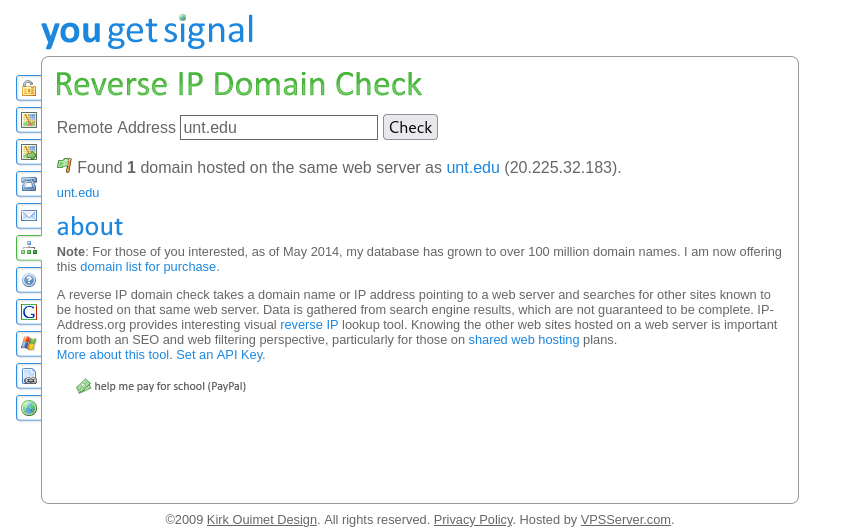 you get signal
Reverse IP Domain Check
Remote Address unt.edu Check
Found 1 domain hosted on the same web server as unt.edu (20.225.32.183).
unt.edu
about
Note: For those of you interested, as of May 2014, my database has grown to over 100 million domain names. I am now offering
this domain list for purchase.
A reverse IP domain check takes a domain name or IP address pointing to a web server and searches for other sites known to
be hosted on that same web server. Data is gathered from search engine results, which are not guaranteed to be complete. IP-
Address.org provides interesting visual reverse IP lookup tool. Knowing the other web sites hosted on a web server is important
from both an SEO and web filtering perspective, particularly for those on shared web hosting plans.
More about this tool. Set an API Key.
help me pay for school (PayPal)
©2009 Kirk Ouimet Design. All rights reserved. Privacy Policy. Hosted by VPSServer.com.